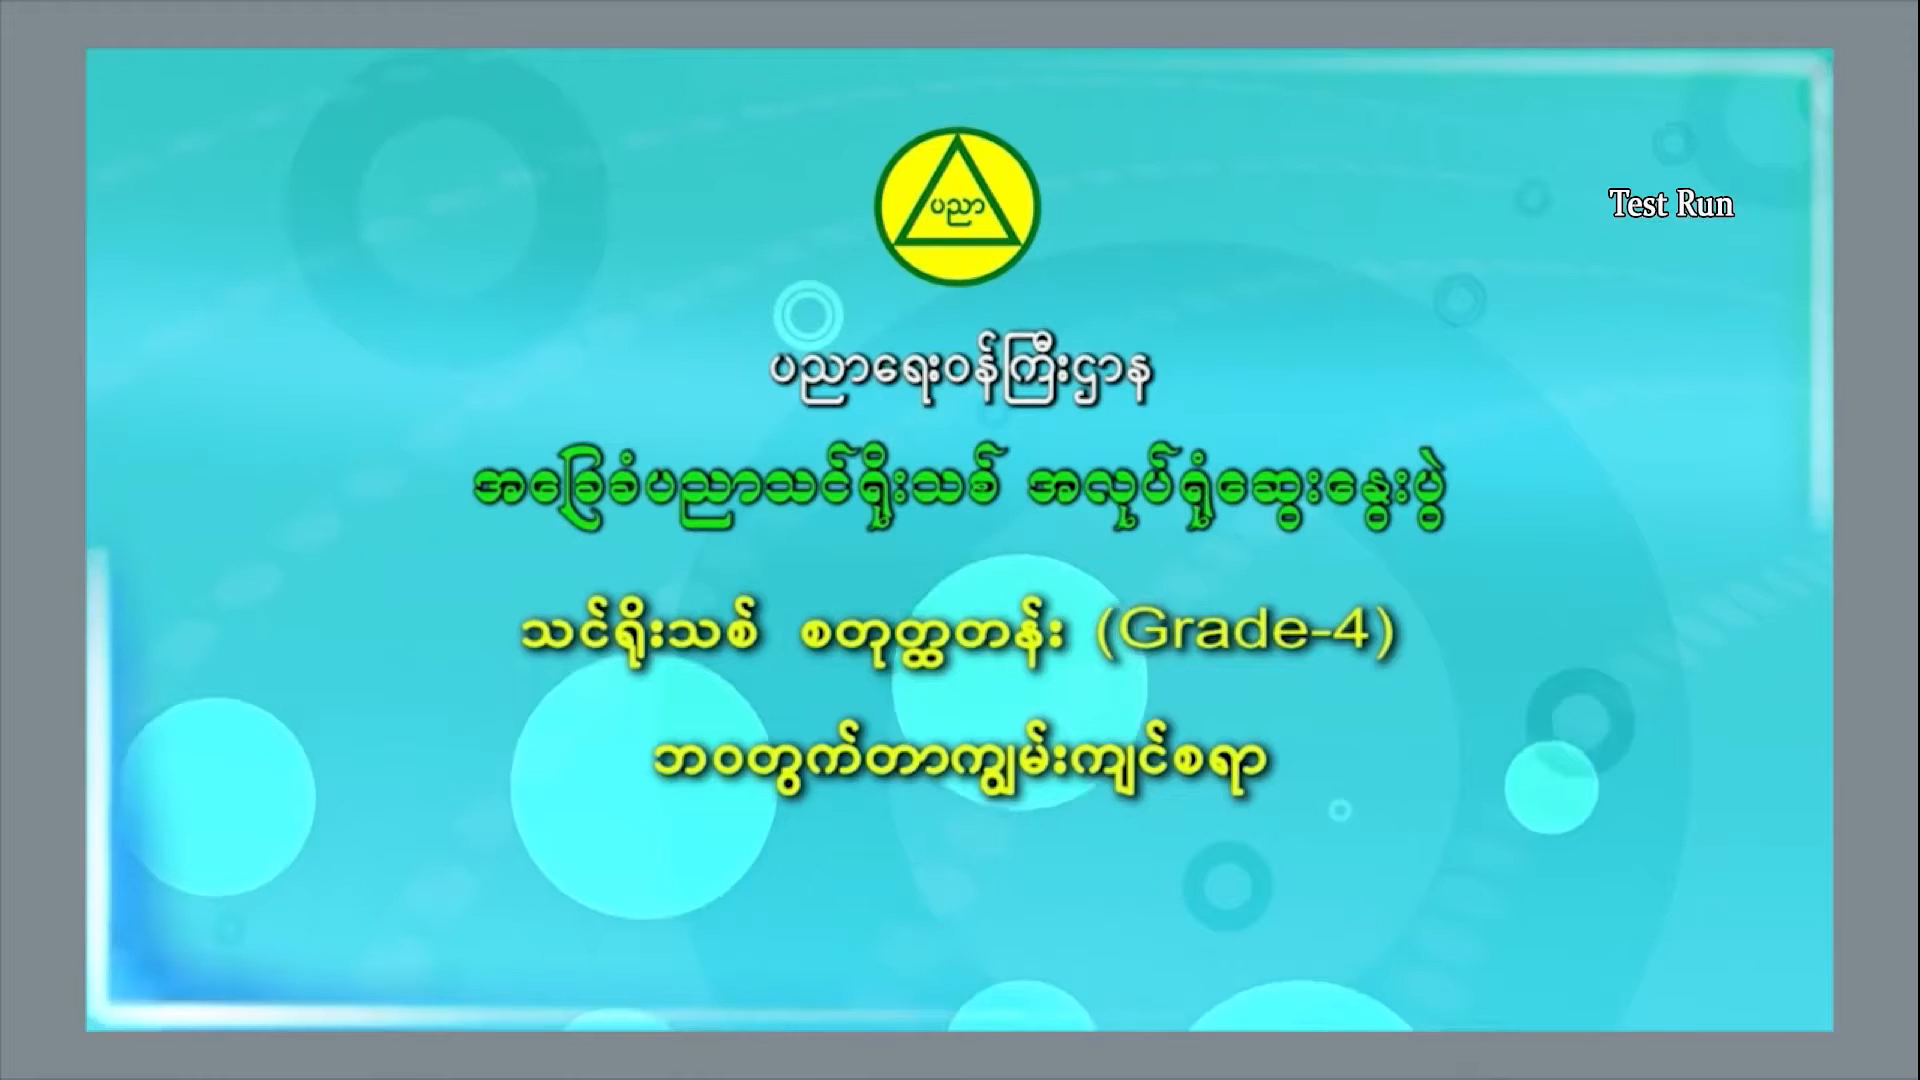 ပညာ
Test Run
ပညာရေးဝန်ကြီးဌာန
အခြေခံပညာသင်ရိုးသစ် အလုပ်ရုံဆွေးနွေးပွဲ
သင်ရိုးသစ် စတုတ္ထတန်း (Grade-4)
ဘဝတွက်တာကျွမ်းကျင်စရာ